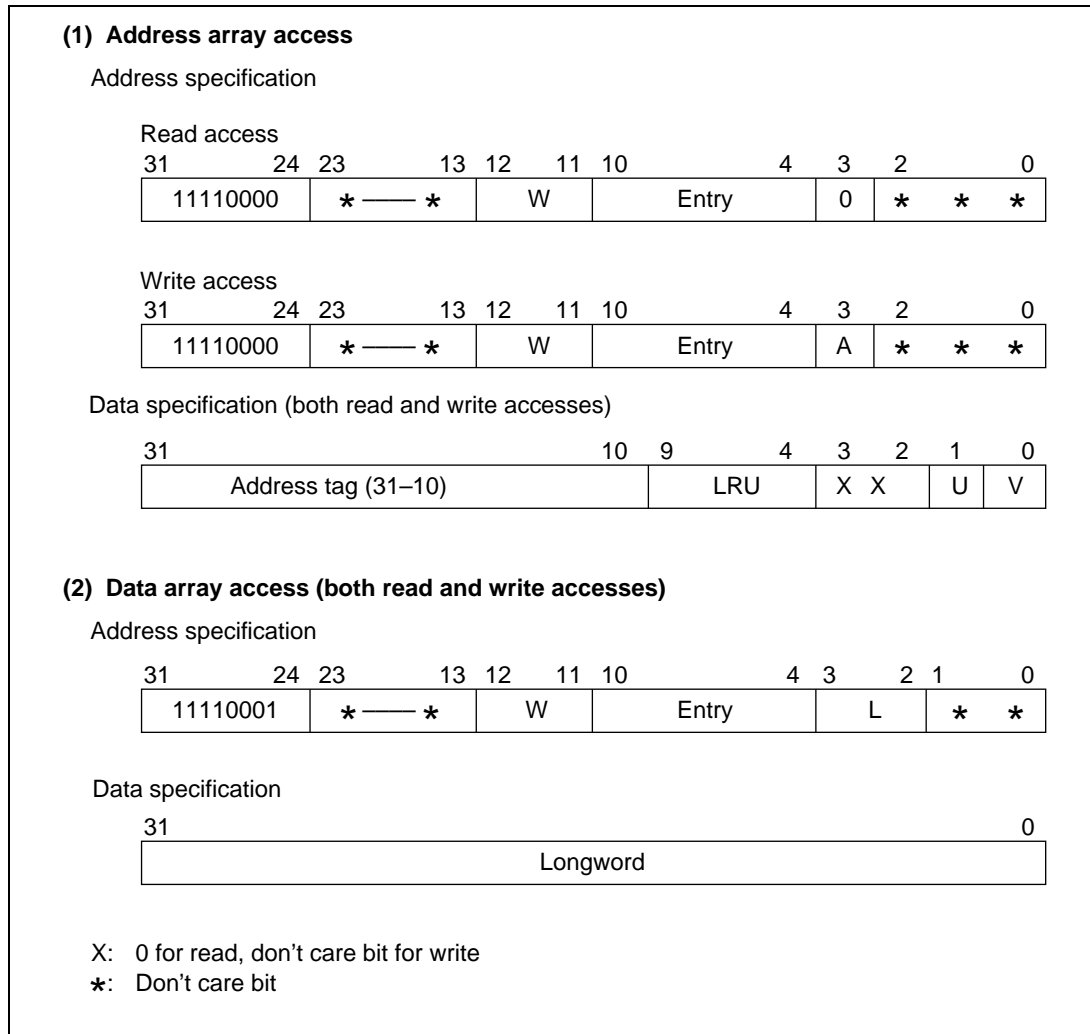 (1) Address array access
Address specification
Read access
31 24 23 13 12 11 10 4 3 2 0
11110000 * — * W Entry 0 * * *
Write access
31 24 23 13 12 11 10 4 3 2 0
11110000 * — * W Entry A * * *
Data specification (both read and write accesses)
31 10 9 4 3 2 1 0
Address tag (31–10) LRU X X U V
(2) Data array access (both read and write accesses)
Address specification
31 24 23 13 12 11 10 4 3 2 1 0
11110001 * — * W Entry L * *
Data specification
31 0
Longword
X: 0 for read, don’t care bit for write
*: Don’t care bit